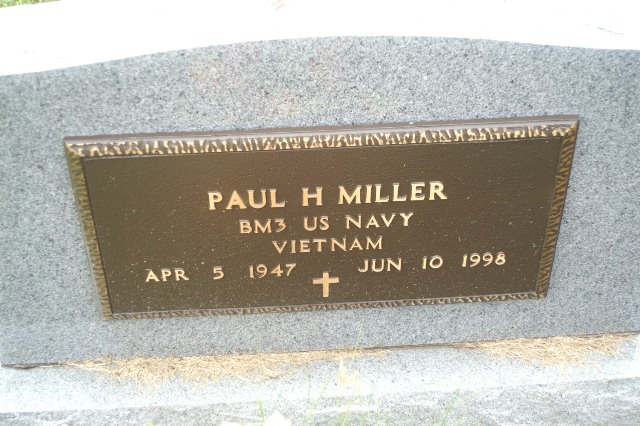 PAUL H MILLER
BM3 US NAVY
VIETNAM
APR 5 1947 JUN 10 1998